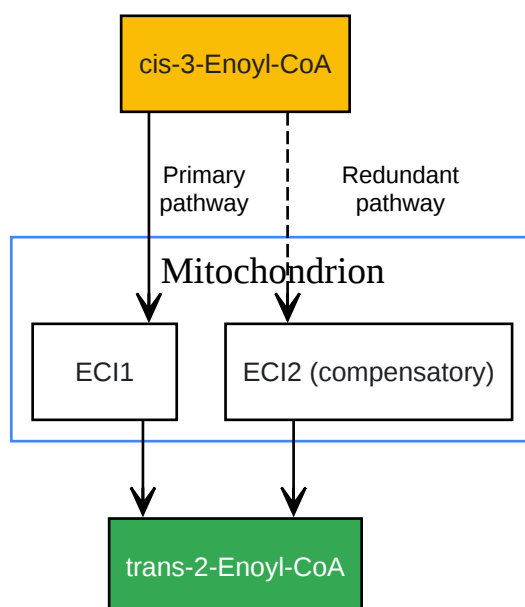 cis-3-Enoyl-CoA
Primary
pathway
Redundant
pathway
Mitochondrion
ECI1
ECI2 (compensatory)
trans-2-Enoyl-CoA